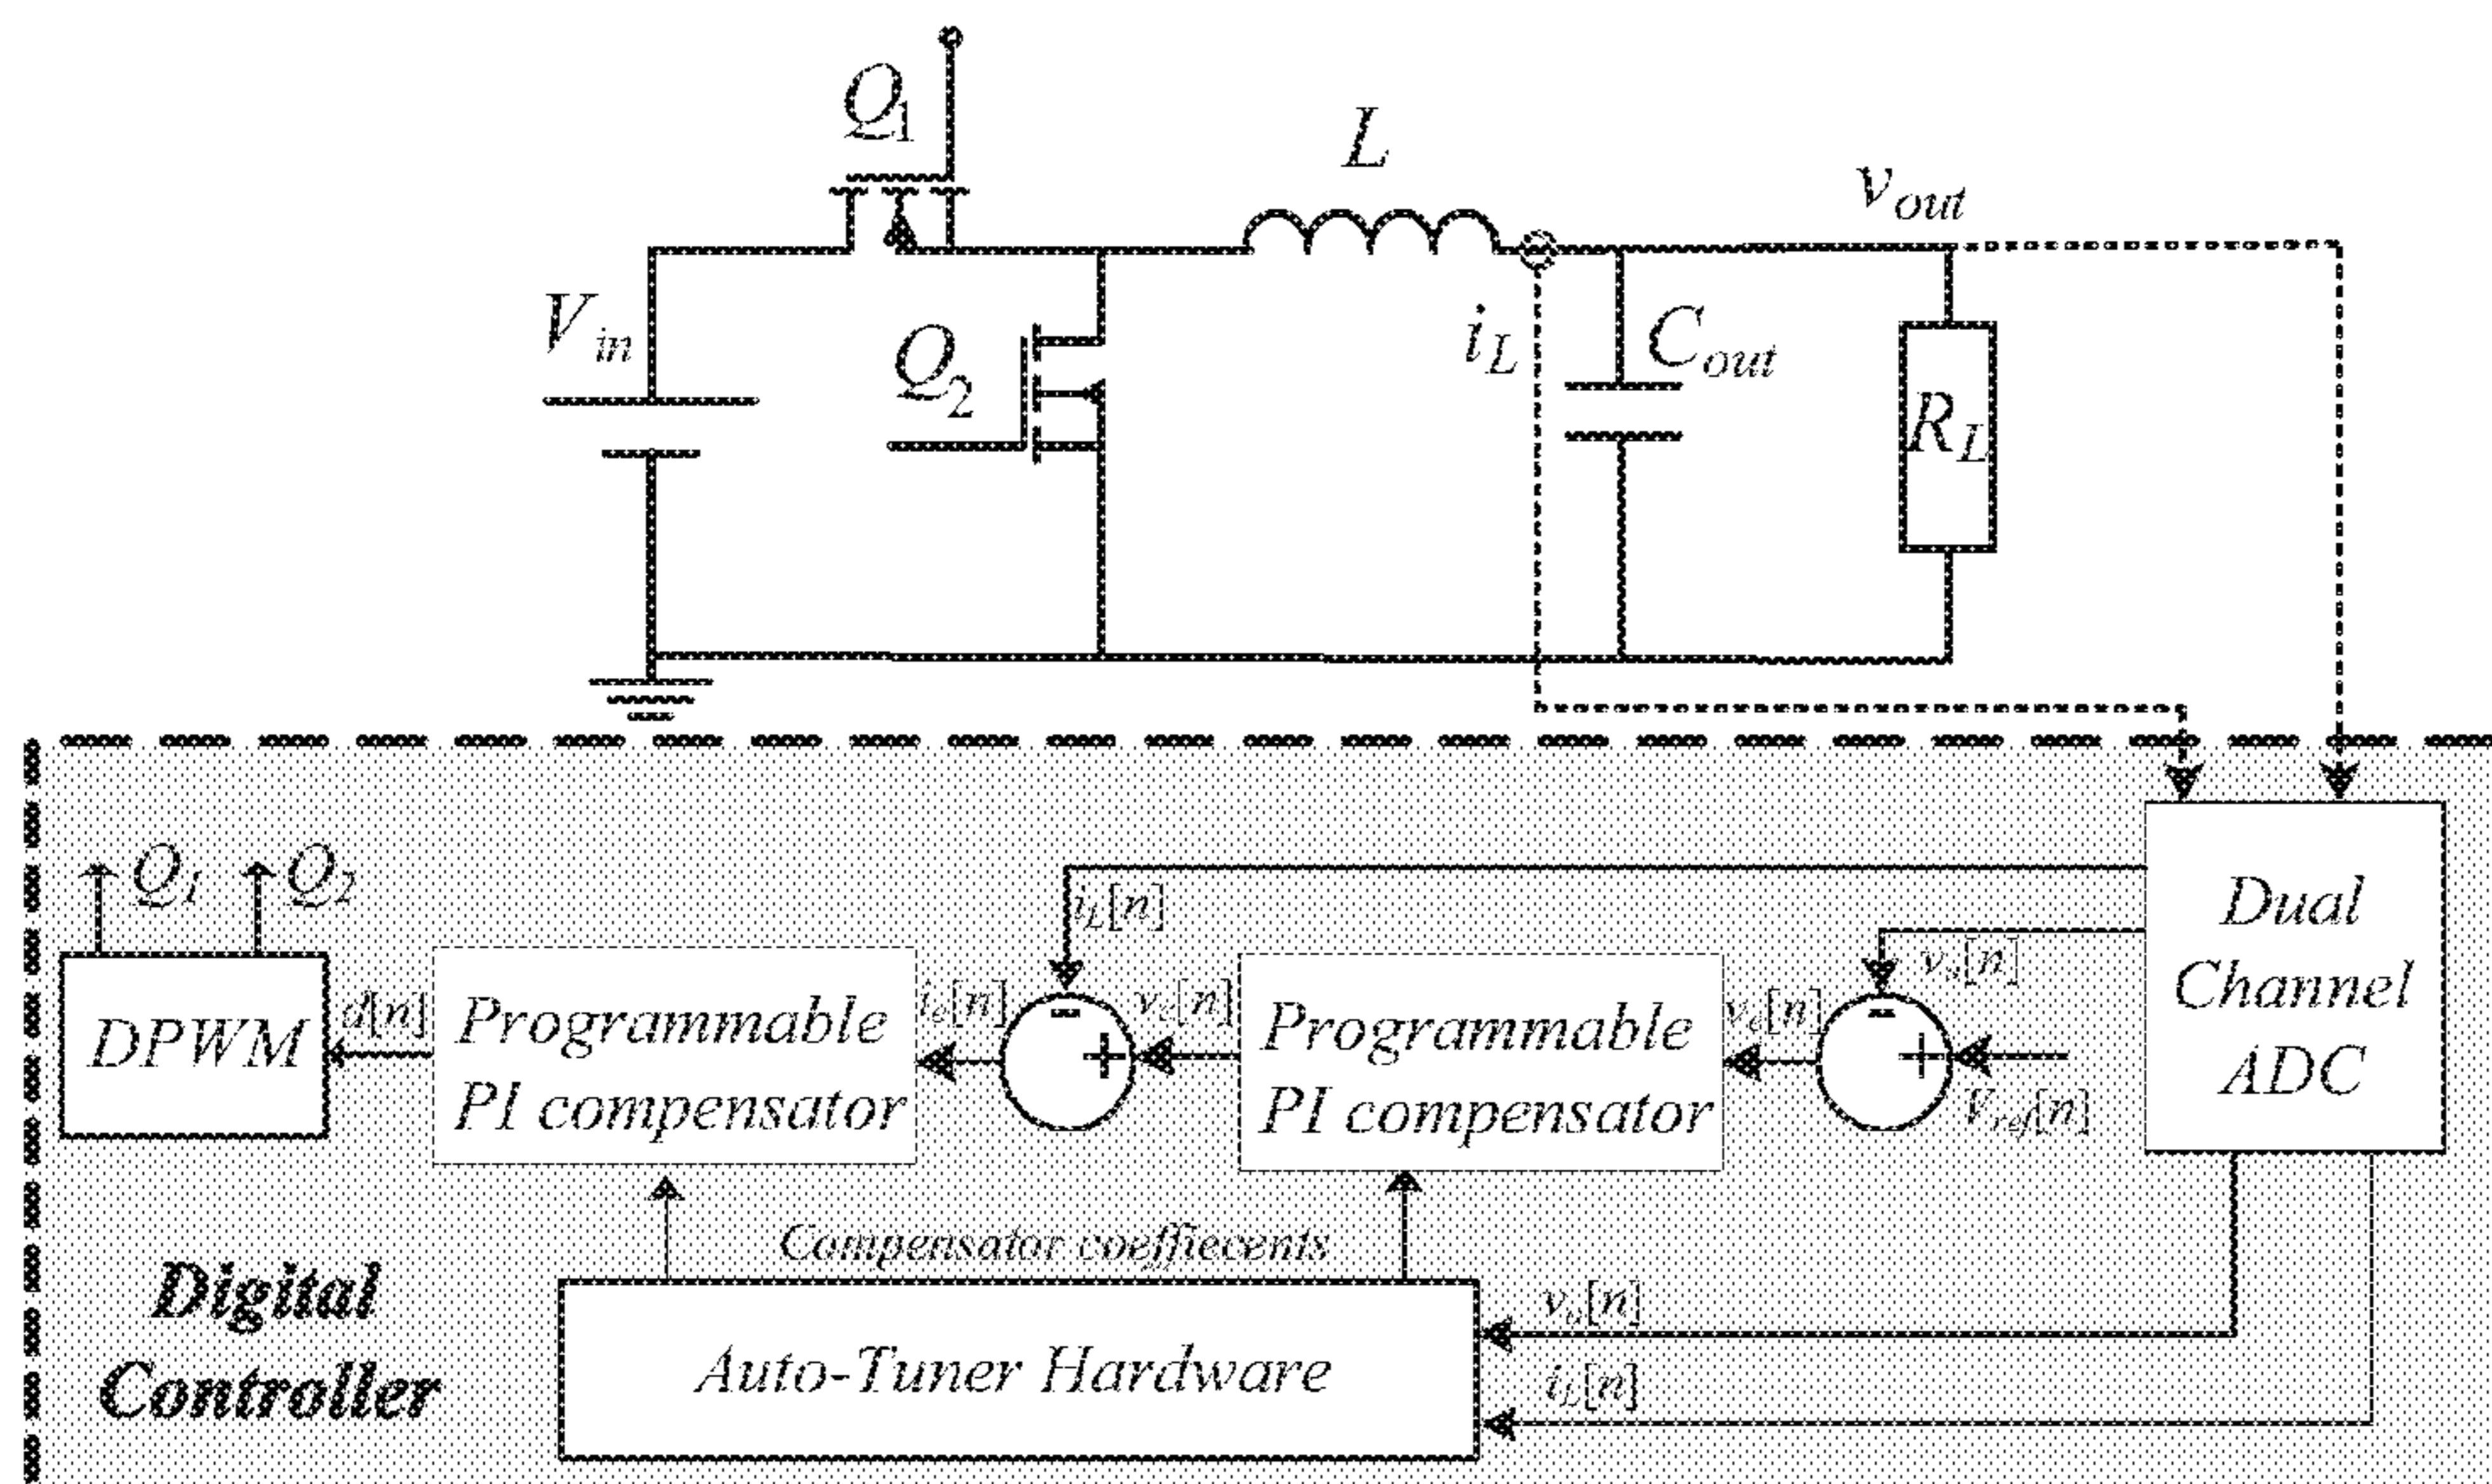 Q1
L
vout
Vin
Q2
iL
Cout
RL
Q1
Q2
iL[n]
vs[n]
Dual
Channel
ADC
DPWM
d[n]
Programmable
PI compensator
ie[n]
vc[n]
Programmable
PI compensator
ve[n]
Vref[n]
Compensator coeffiecents
Digital
Controller
Auto-Tuner Hardware
iL[n]